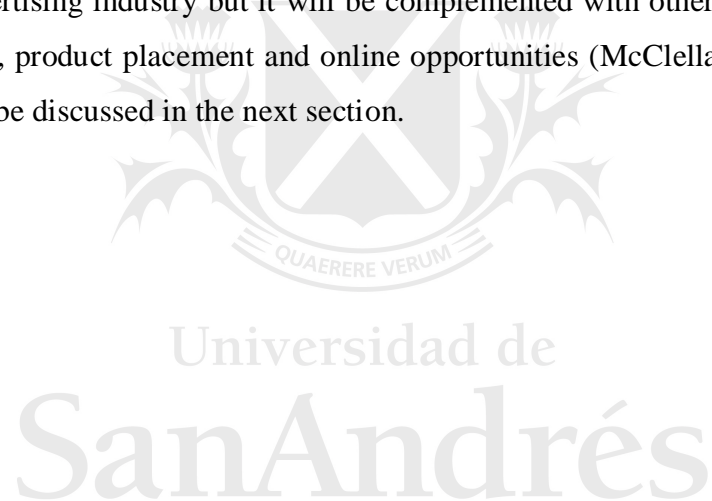 ertising industry but it will be complemented with other
, product placement and online opportunities (McClella
be discussed in the next section.
QUAERERE VERUM
Universidad de
SanAndrés